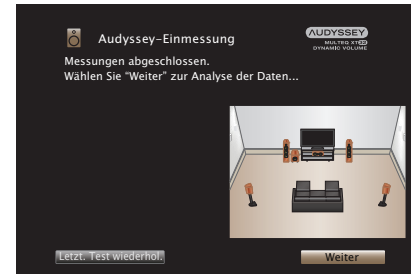 Audyssey-Einmessung
AUDYSSEY
MULTEQ XT32
DYNAMIC VOLUME
Messungen abgeschlossen.
Wählen Sie “Weiter” zur Analyse der Daten...
Letzt. Test wiederhol.
Weiter